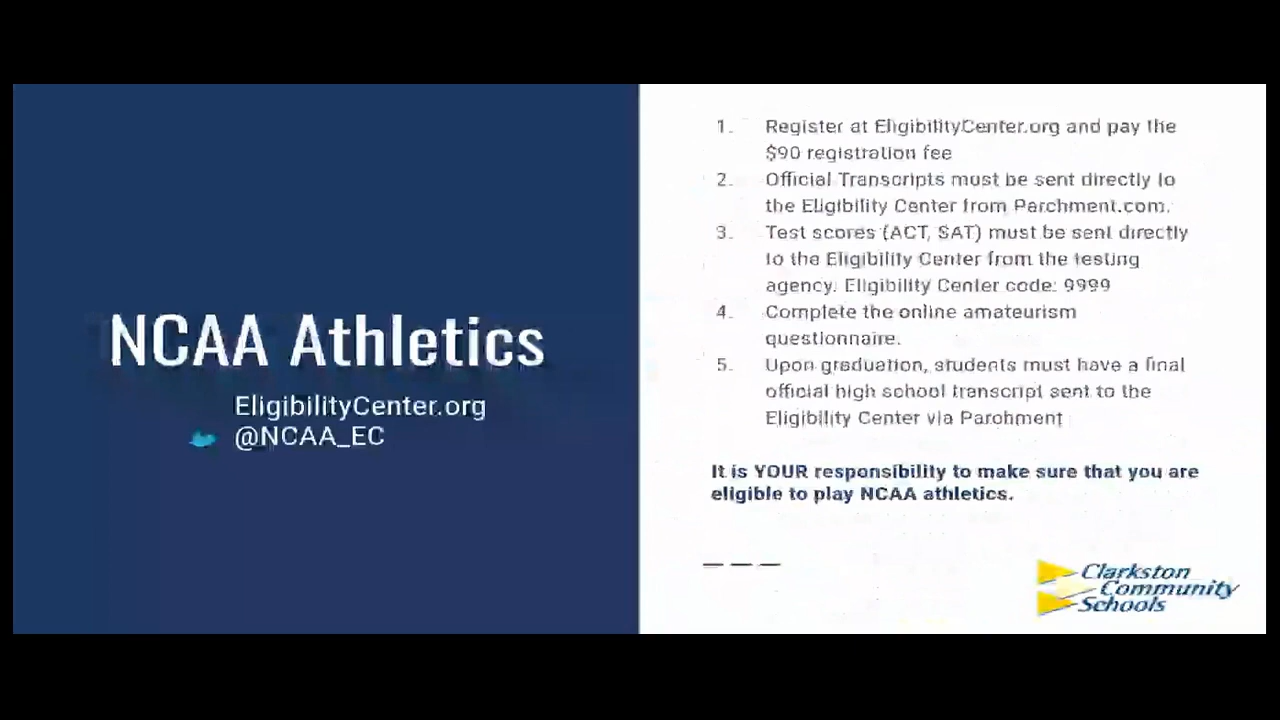 NCAA Athletics
EligibilityCenter.org
@NCAA_EC
1. Register at EligibilityCenter.org and pay the
$90 registration fee
2. Official Transcripts must be sent directly to
the Eligibility Center from Parchment.com.
3. Test scores (ACT, SAT) must be sent directly
to the Eligibility Center from the testing
agency. Eligibility Center code: 9999
4. Complete the online amateurism
questionnaire.
5. Upon graduation, students must have a final
official high school transcript sent to the
Eligibility Center via Parchment
It is YOUR responsibility to make sure that you are
eligible to play NCAA athletics.
Clarkston
Community
Schools